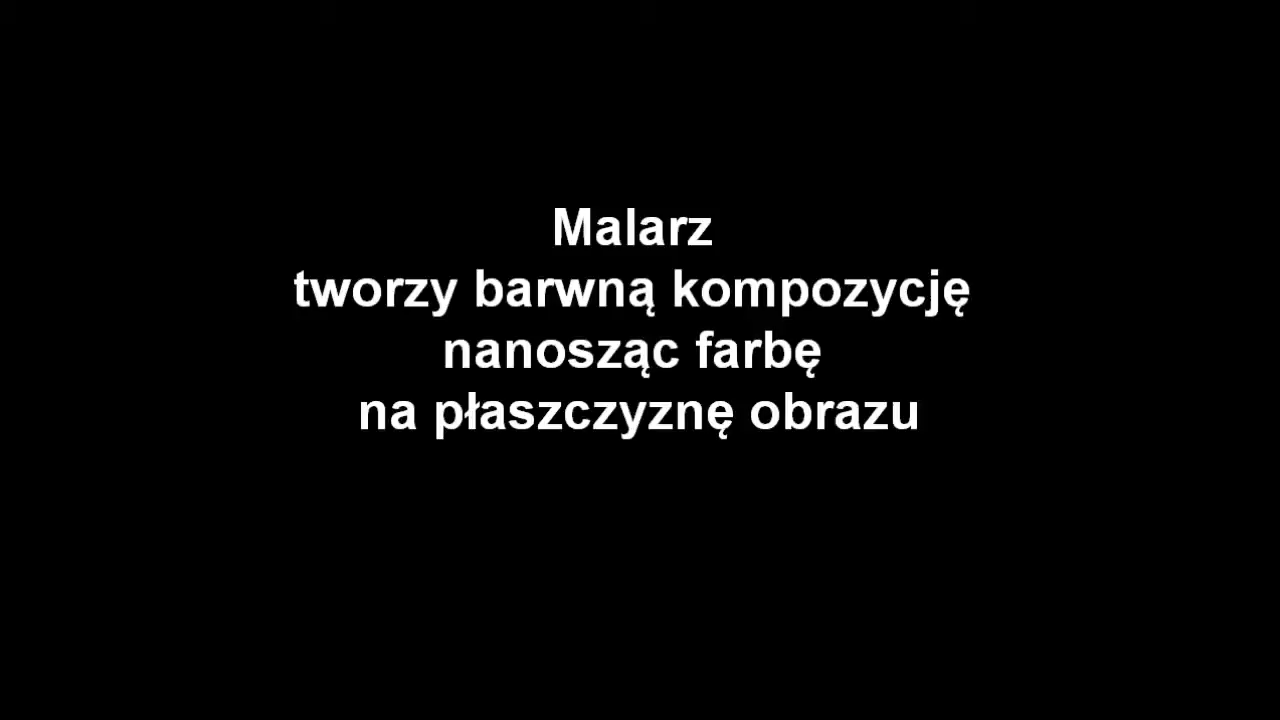 Malarz
tworzy barwną kompozycję
nanosząc farbę
na płaszczyznę obrazu